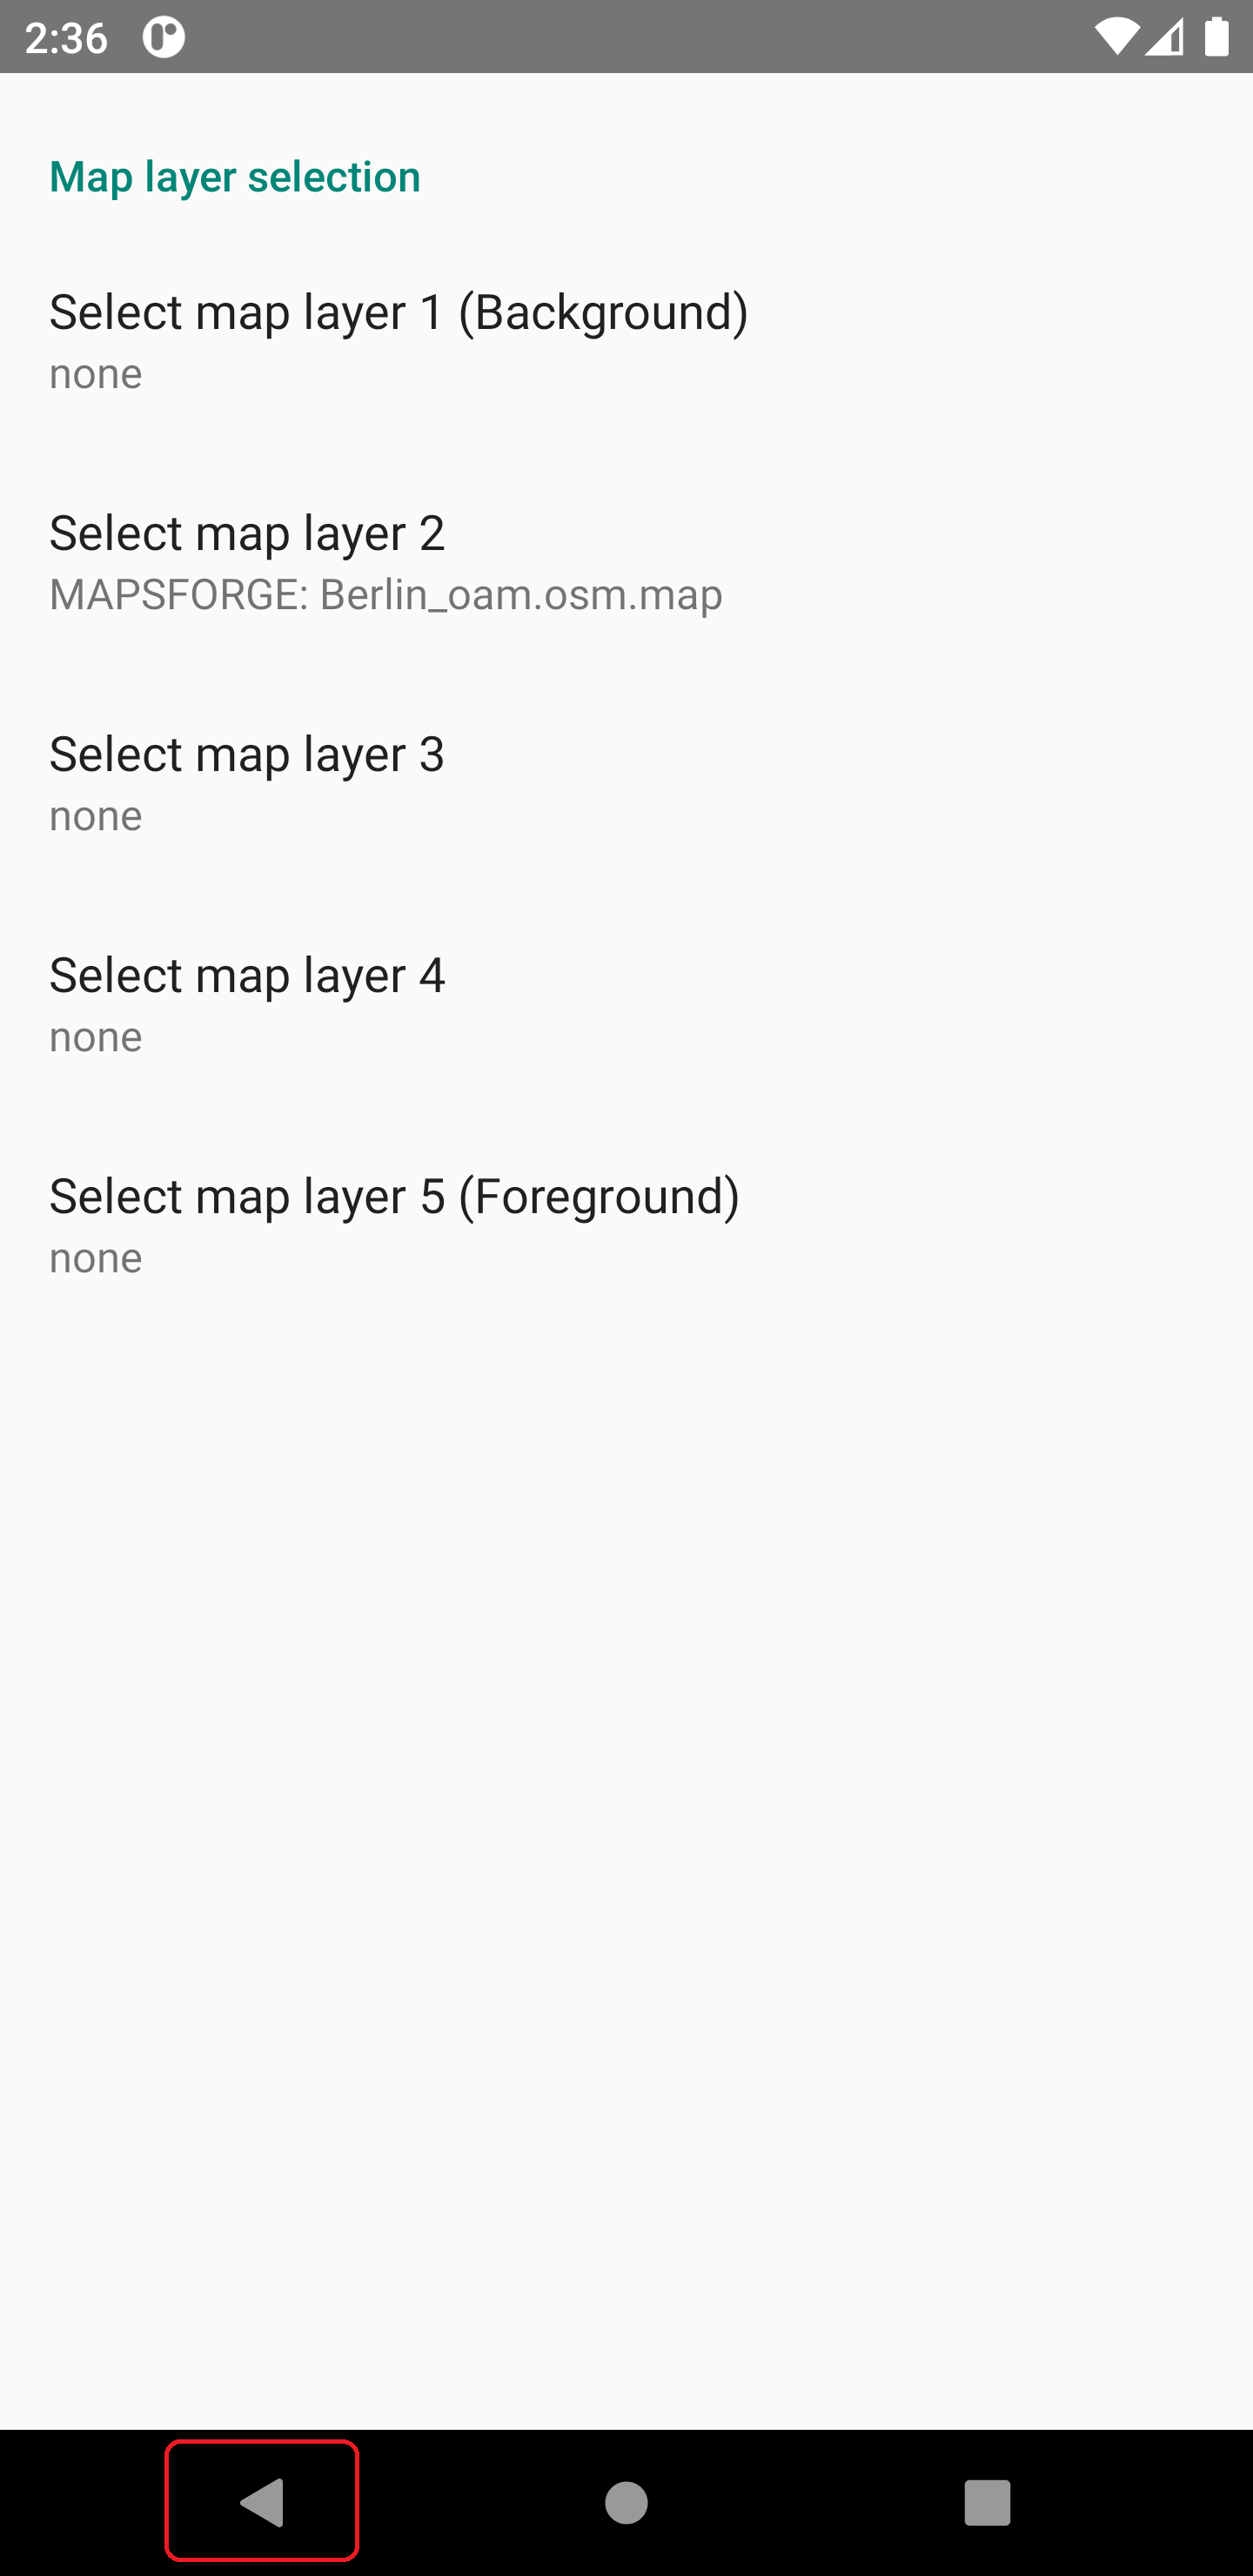 2:36
Map layer selection
Select map layer 1 (Background)
none
Select map layer 2
MAPSFORGE: Berlin_oam.osm.map
Select map layer 3
none
Select map layer 4
none
Select map layer 5 (Foreground)
none